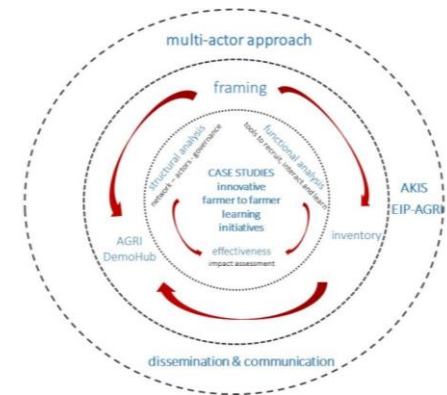 multi-actor approach
framing
structural analysis
network – actors - governance
functional analysis
tools to recruit, interact and learn
CASE STUDIES
innovative
farmer to farmer
learning
initiatives
AKIS
EIP-AGRI
AGRI
DemoHub
inventory
effectiveness
impact assessment
dissemination & communication